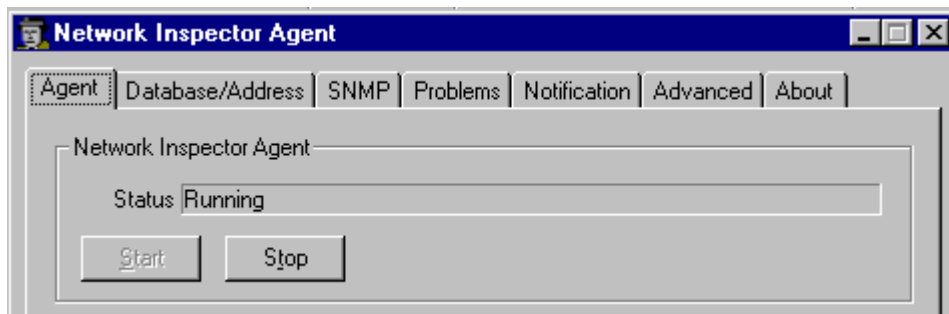 Network Inspector Agent
Agent Database/Address SNMP Problems Notification Advanced About
Network Inspector Agent
Status Running
Start Stop